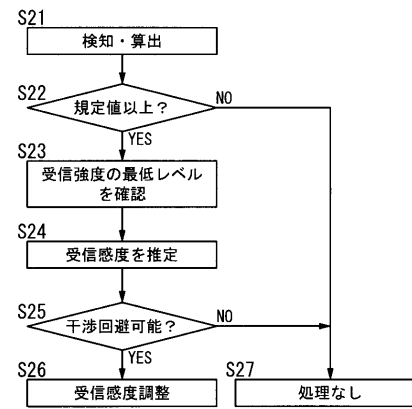 S21
検知・算出
S22
規定値以上？
NO
YES
S23
受信強度の最低レベル
を確認
S24
受信感度を推定
S25
干渉回避可能？
NO
YES
S26
受信感度調整
S27
処理なし